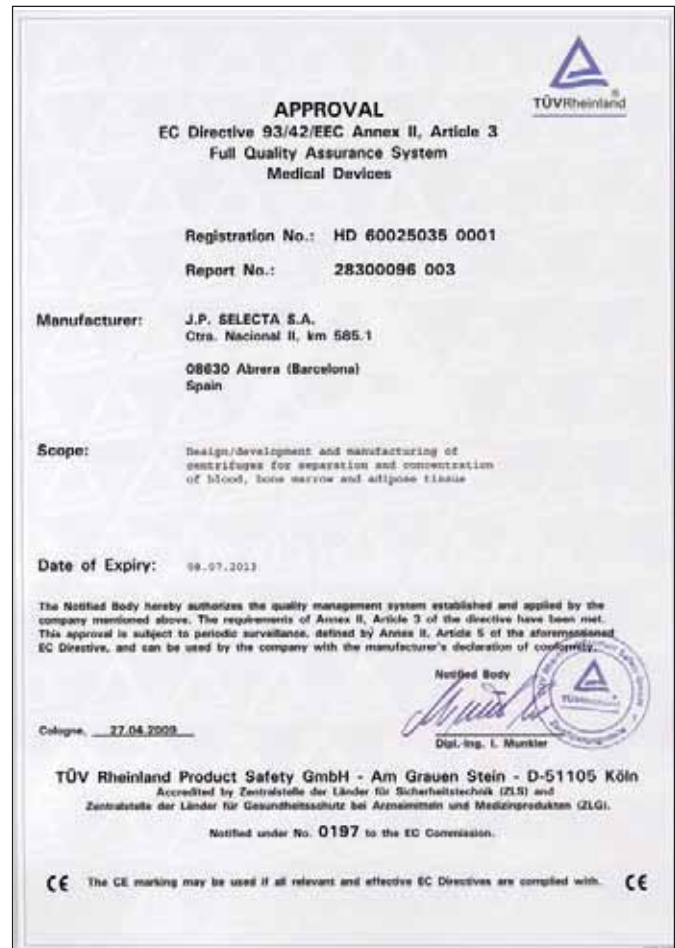 TÜVRheinland®
APPROVAL
EC Directive 93/42/EEC Annex II, Article 3
Full Quality Assurance System
Medical Devices
Registration No.: HD 60025035 0001
Report No.: 28300096 003
Manufacturer: J.P. SELECTA S.A.
Ctra. Nacional II, km 585.1
08630 Abrera (Barcelona)
Spain
Scope: Design/development and manufacturing of
centrifuges for separation and concentration
of blood, bone marrow and adipose tissue
Date of Expiry: 08.07.2013
The Notified Body hereby authorizes the quality management system established and applied by the
company mentioned above. The requirements of Annex II, Article 3 of the directive have been met.
This approval is subject to periodic surveillance, defined by Annex II, Article 5 of the aforementioned
EC Directive, and can be used by the company with the manufacturer's declaration of conformity.
Notified Body
TÜVRheinland
Cologne, 27.04.2009
Dipl.-Ing. I. Munkler
TÜV Rheinland Product Safety GmbH - Am Grauen Stein - D-51105 Köln
Accredited by Zentralstelle der Länder für Sicherheitstechnik (ZLS) and
Zentralstelle der Länder für Gesundheitsschutz bei Arzneimitteln und Medizinprodukten (ZLG).
Notified under No. 0197 to the EC Commission.
CE The CE marking may be used if all relevant and effective EC Directives are complied with. CE